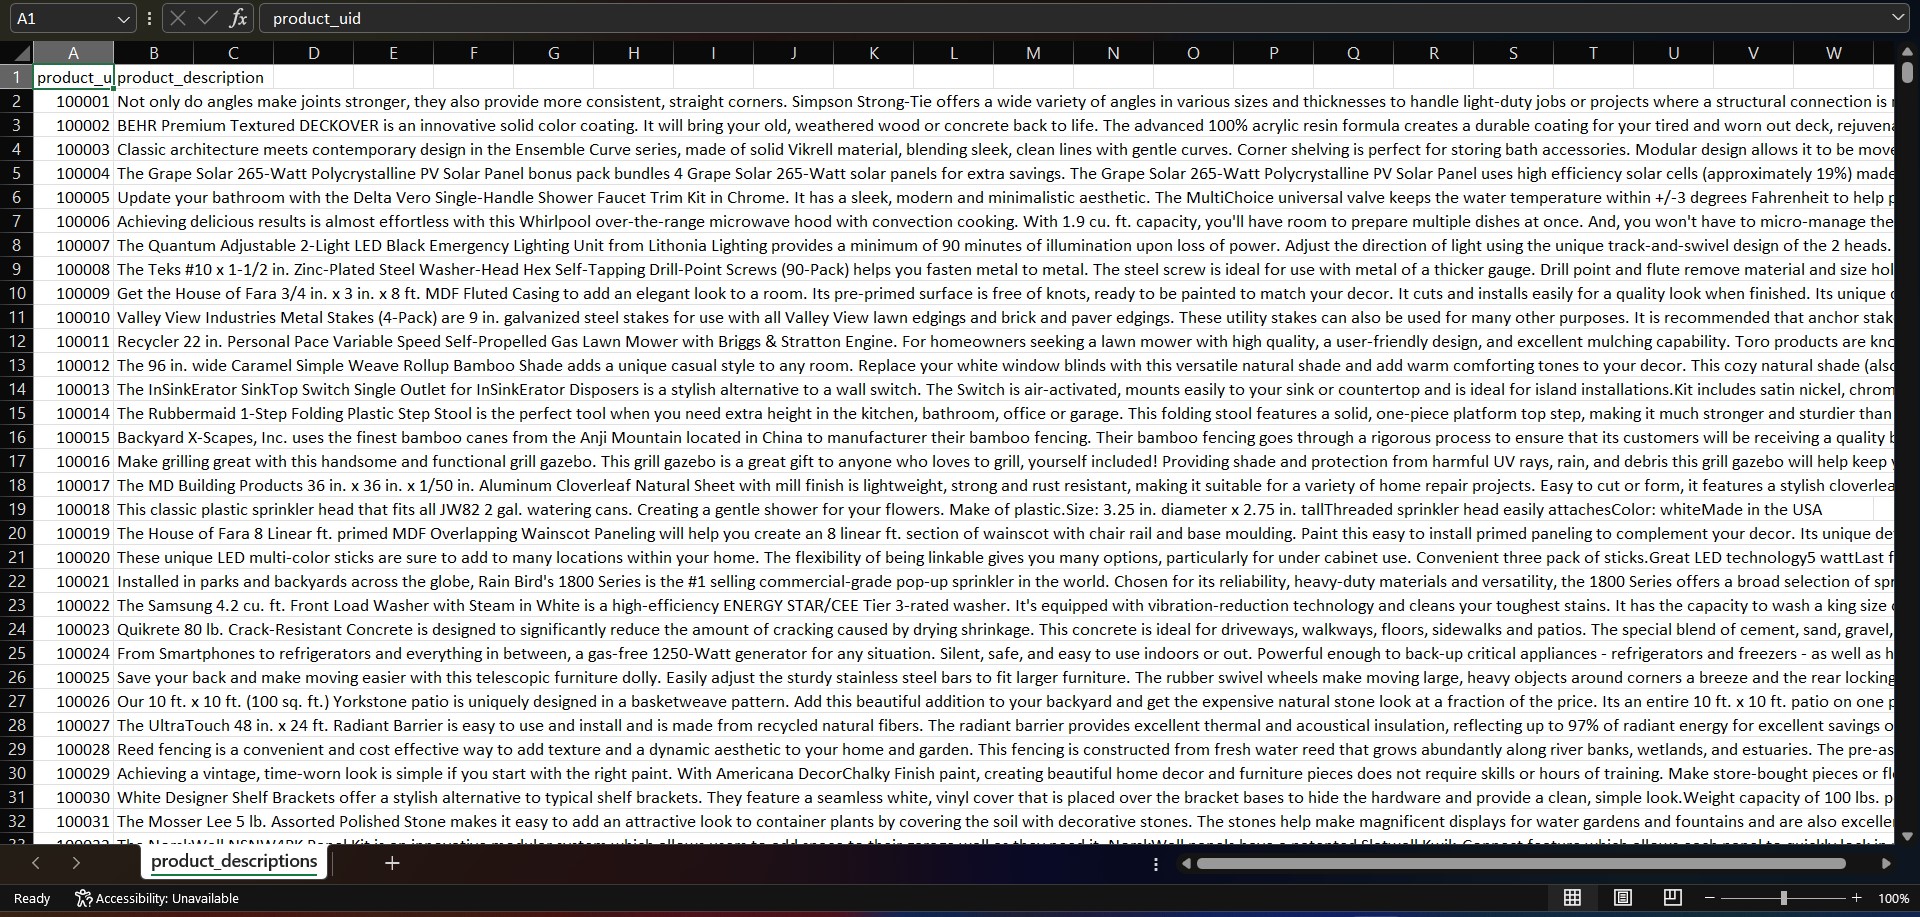 A1 fx product_uid
A B C D E F G H I J K L M N O P Q R S T U V W
1 product_u product_description
2 100001 Not only do angles make joints stronger, they also provide more consistent, straight corners. Simpson Strong-Tie offers a wide variety of angles in various sizes and thicknesses to handle light-duty jobs or projects where a structural connection is
3 100002 BEHR Premium Textured DECKOVER is an innovative solid color coating. It will bring your old, weathered wood or concrete back to life. The advanced 100% acrylic resin formula creates a durable coating for your tired and worn out deck, rejuvena
4 100003 Classic architecture meets contemporary design in the Ensemble Curve series, made of solid Vikrell material, blending sleek, clean lines with gentle curves. Corner shelving is perfect for storing bath accessories. Modular design allows it to be move
5 100004 The Grape Solar 265-Watt Polycrystalline PV Solar Panel bonus pack bundles 4 Grape Solar 265-Watt solar panels for extra savings. The Grape Solar 265-Watt Polycrystalline PV Solar Panel uses high efficiency solar cells (approximately 19%) made
6 100005 Update your bathroom with the Delta Vero Single-Handle Shower Faucet Trim Kit in Chrome. It has a sleek, modern and minimalistic aesthetic. The MultiChoice universal valve keeps the water temperature within +/-3 degrees Fahrenheit to help
7 100006 Achieving delicious results is almost effortless with this Whirlpool over-the-range microwave hood with convection cooking. With 1.9 cu. ft. capacity, you'll have room to prepare multiple dishes at once. And, you won't have to micro-manage the
8 100007 The Quantum Adjustable 2-Light LED Black Emergency Lighting Unit from Lithonia Lighting provides a minimum of 90 minutes of illumination upon loss of power. Adjust the direction of light using the unique track-and-swivel design of the 2 heads.
9 100008 The Teks #10 x 1-1/2 in. Zinc-Plated Steel Washer-Head Hex Self-Tapping Drill-Point Screws (90-Pack) helps you fasten metal to metal. The steel screw is ideal for use with metal of a thicker gauge. Drill point and flute remove material and size hol
10 100009 Get the House of Fara 3/4 in. x 3 in. x 8 ft. MDF Fluted Casing to add an elegant look to a room. Its pre-primed surface is free of knots, ready to be painted to match your decor. It cuts and installs easily for a quality look when finished. Its unique
11 100010 Valley View Industries Metal Stakes (4-Pack) are 9 in. galvanized steel stakes for use with all Valley View lawn edgings and brick and paver edgings. These utility stakes can also be used for many other purposes. It is recommended that anchor stak
12 100011 Recycler 22 in. Personal Pace Variable Speed Self-Propelled Gas Lawn Mower with Briggs & Stratton Engine. For homeowners seeking a lawn mower with high quality, a user-friendly design, and excellent mulching capability. Toro products are kno
13 100012 The 96 in. wide Caramel Simple Weave Rollup Bamboo Shade adds a unique casual style to any room. Replace your white window blinds with this versatile natural shade and add warm comforting tones to your decor. This cozy natural shade (also
14 100013 The InSinkErator SinkTop Switch Single Outlet for InSinkErator Disposers is a stylish alternative to a wall switch. The Switch is air-activated, mounts easily to your sink or countertop and is ideal for island installations.Kit includes satin nickel, chrom
15 100014 The Rubbermaid 1-Step Folding Plastic Step Stool is the perfect tool when you need extra height in the kitchen, bathroom, office or garage. This folding stool features a solid, one-piece platform top step, making it much stronger and sturdier than
16 100015 Backyard X-Scapes, Inc. uses the finest bamboo canes from the Anji Mountain located in China to manufacturer their bamboo fencing. Their bamboo fencing goes through a rigorous process to ensure that its customers will be receiving a quality
17 100016 Make grilling great with this handsome and functional grill gazebo. This grill gazebo is a great gift to anyone who loves to grill, yourself included! Providing shade and protection from harmful UV rays, rain, and debris this grill gazebo will help keep
18 100017 The MD Building Products 36 in. x 36 in. x 1/50 in. Aluminum Cloverleaf Natural Sheet with mill finish is lightweight, strong and rust resistant, making it suitable for a variety of home repair projects. Easy to cut or form, it features a stylish cloverlea
19 100018 This classic plastic sprinkler head that fits all JW82 2 gal. watering cans. Creating a gentle shower for your flowers. Make of plastic.Size: 3.25 in. diameter x 2.75 in. tallThreaded sprinkler head easily attachesColor: whiteMade in the USA
20 100019 The House of Fara 8 Linear ft. primed MDF Overlapping Wainscot Paneling will help you create an 8 linear ft. section of wainscot with chair rail and base moulding. Paint this easy to install primed paneling to complement your decor. Its unique de
21 100020 These unique LED multi-color sticks are sure to add to many locations within your home. The flexibility of being linkable gives you many options, particularly for under cabinet use. Convenient three pack of sticks.Great LED technology5 wattLast f
22 100021 Installed in parks and backyards across the globe, Rain Bird's 1800 Series is the #1 selling commercial-grade pop-up sprinkler in the world. Chosen for its reliability, heavy-duty materials and versatility, the 1800 Series offers a broad selection of spr
23 100022 The Samsung 4.2 cu. ft. Front Load Washer with Steam in White is a high-efficiency ENERGY STAR/CEE Tier 3-rated washer. It's equipped with vibration-reduction technology and cleans your toughest stains. It has the capacity to wash a king size
24 100023 Quikrete 80 lb. Crack-Resistant Concrete is designed to significantly reduce the amount of cracking caused by drying shrinkage. This concrete is ideal for driveways, walkways, floors, sidewalks and patios. The special blend of cement, sand, gravel,
25 100024 From Smartphones to refrigerators and everything in between, a gas-free 1250-Watt generator for any situation. Silent, safe, and easy to use indoors or out. Powerful enough to back-up critical appliances - refrigerators and freezers - as well as h
26 100025 Save your back and make moving easier with this telescopic furniture dolly. Easily adjust the sturdy stainless steel bars to fit larger furniture. The rubber swivel wheels make moving large, heavy objects around corners a breeze and the rear locking
27 100026 Our 10 ft. x 10 ft. (100 sq. ft.) Yorkstone patio is uniquely designed in a basketweave pattern. Add this beautiful addition to your backyard and get the expensive natural stone look at a fraction of the price. Its an entire 10 ft. x 10 ft. patio on one p
28 100027 The UltraTouch 48 in. x 24 ft. Radiant Barrier is easy to use and install and is made from recycled natural fibers. The radiant barrier provides excellent thermal and acoustical insulation, reflecting up to 97% of radiant energy for excellent savings o
29 100028 Reed fencing is a convenient and cost effective way to add texture and a dynamic aesthetic to your home and garden. This fencing is constructed from fresh water reed that grows abundantly along river banks, wetlands, and estuaries. The pre-as
30 100029 Achieving a vintage, time-worn look is simple if you start with the right paint. With Americana DecorChalky Finish paint, creating beautiful home decor and furniture pieces does not require skills or hours of training. Make store-bought pieces or fl
31 100030 White Designer Shelf Brackets offer a stylish alternative to typical shelf brackets. They feature a seamless white, vinyl cover that is placed over the bracket bases to hide the hardware and provide a clean, simple look.Weight capacity of 100 lbs. p
32 100031 The Mosser Lee 5 lb. Assorted Polished Stone makes it easy to add an attractive look to container plants by covering the soil with decorative stones. The stones help make magnificent displays for water gardens and fountains and are also excelle
product_descriptions
Ready Accessibility: Unavailable 100%